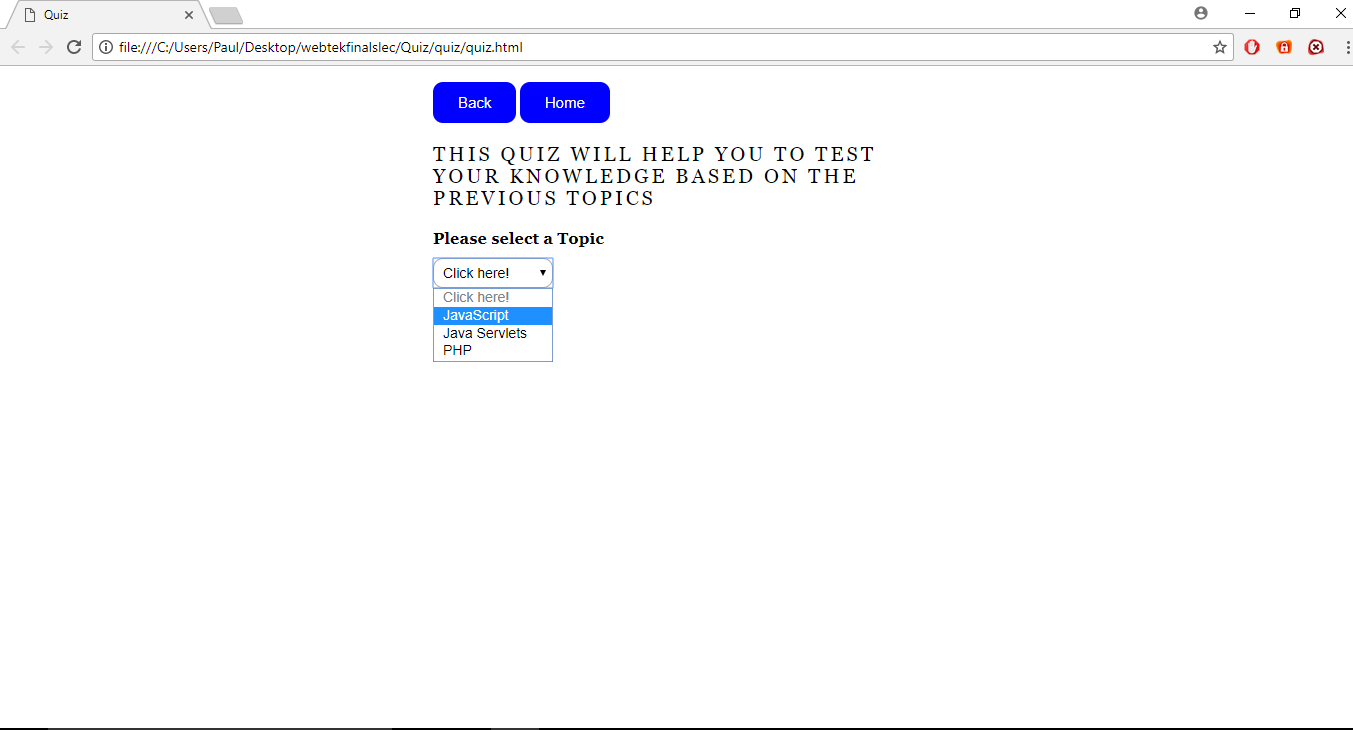 Quiz
file:///C:/Users/Paul/Desktop/webtekfinalslec/Quiz/quiz/quiz.html
Back Home
THIS QUIZ WILL HELP YOU TO TEST
YOUR KNOWLEDGE BASED ON THE
PREVIOUS TOPICS
Please select a Topic
Click here!
Click here!
JavaScript
Java Servlets
PHP